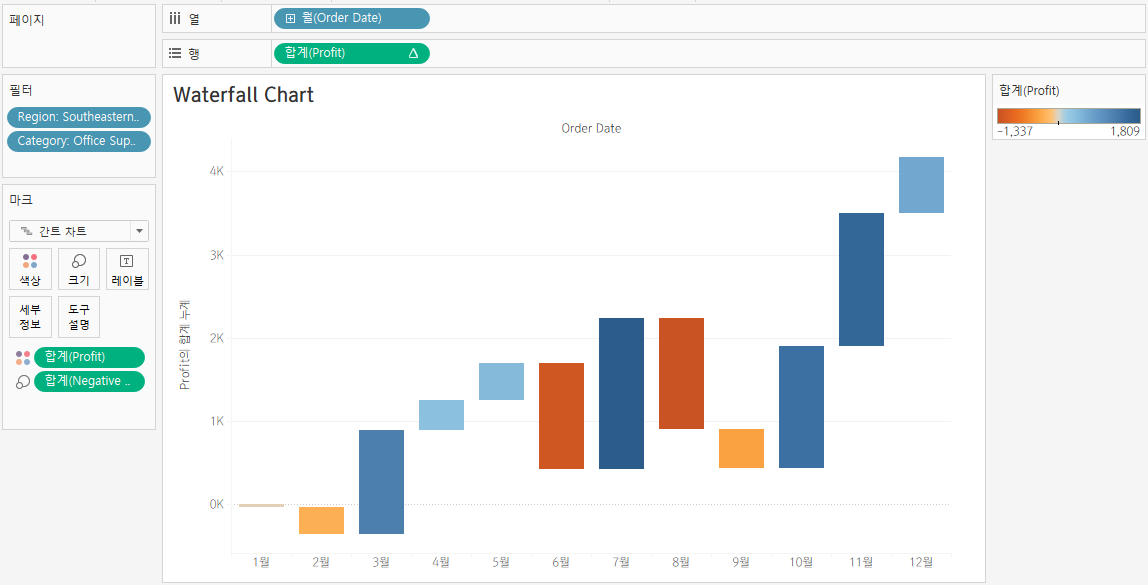 페이지
열
월(Order Date)
행
합계(Profit)
필터
Region: Southeastern..
Category: Office Sup..
마크
간트 차트
색상
크기
레이블
세부
정보
도구
설명
합계(Profit)
합계(Negative ..
Waterfall Chart
Order Date
Profit의 합계 누계
4K
3K
2K
1K
0K
1월 2월 3월 4월 5월 6월 7월 8월 9월 10월 11월 12월
합계(Profit)
-1,337 1,809